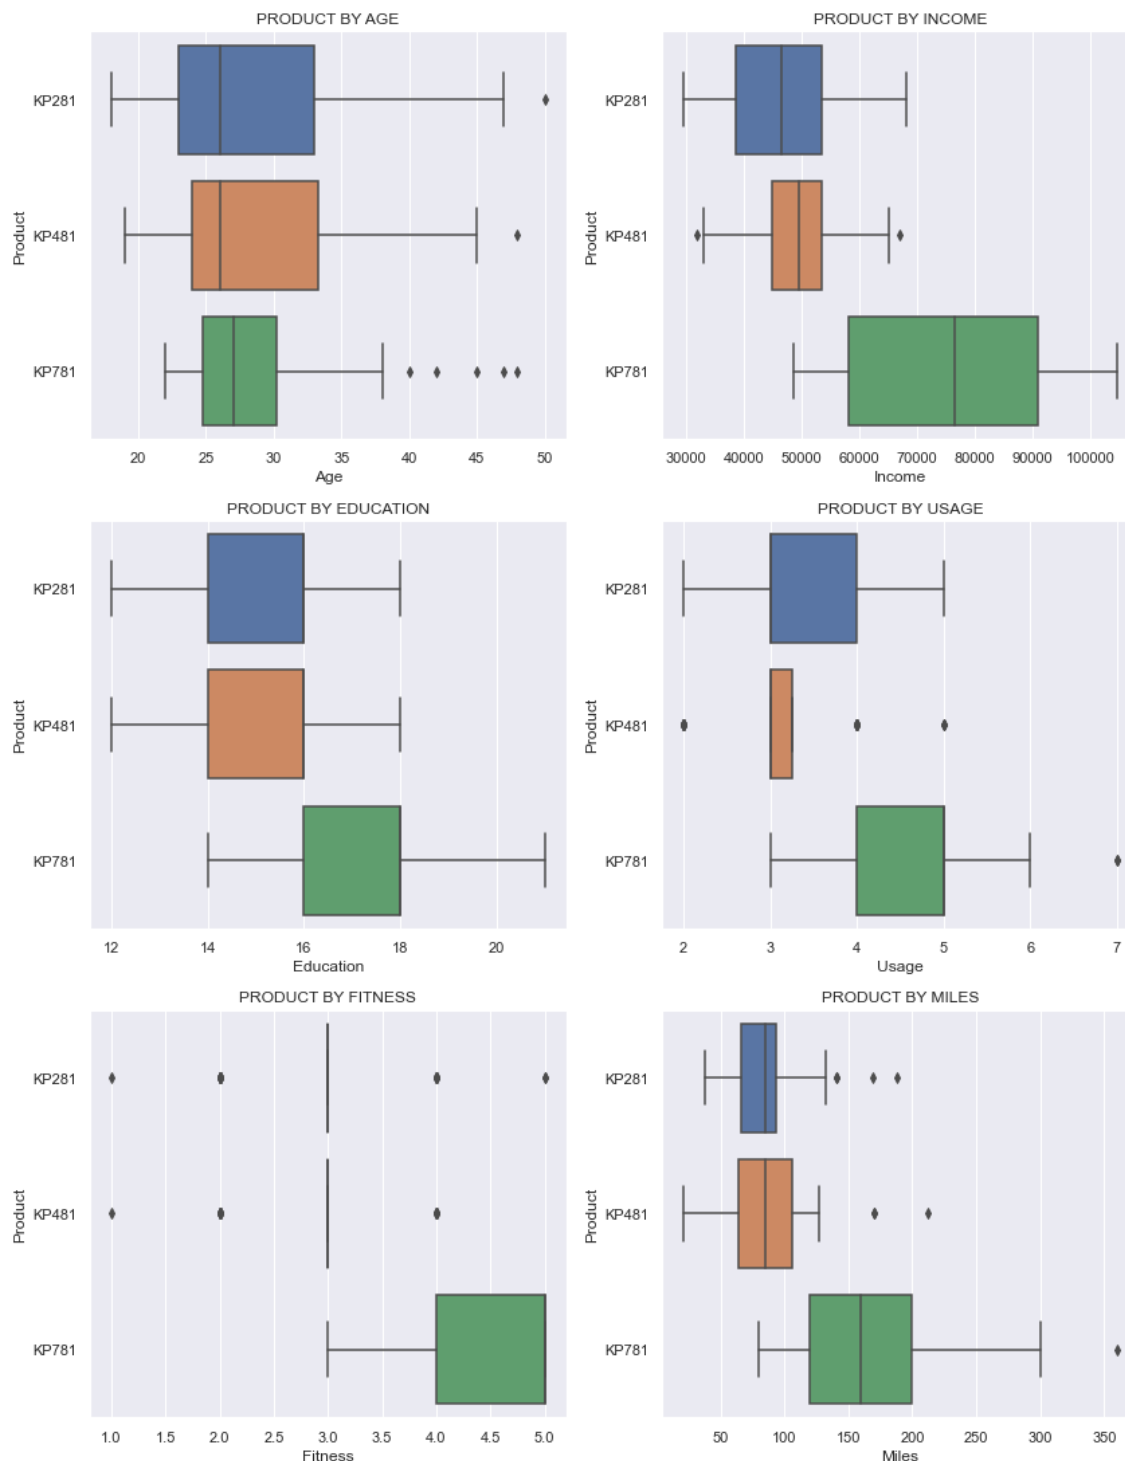 PRODUCT BY AGE
KP281
KP481
KP781
Product
20 25 30 35 40 45 50
Age
PRODUCT BY INCOME
KP281
KP481
KP781
Product
30000 40000 50000 60000 70000 80000 90000 100000
Income
PRODUCT BY EDUCATION
KP281
KP481
KP781
Product
12 14 16 18 20
Education
PRODUCT BY USAGE
KP281
KP481
KP781
Product
2 3 4 5 6 7
Usage
PRODUCT BY FITNESS
KP281
KP481
KP781
Product
1.0 1.5 2.0 2.5 3.0 3.5 4.0 4.5 5.0
Fitness
PRODUCT BY MILES
KP281
KP481
KP781
Product
50 100 150 200 250 300 350
Miles